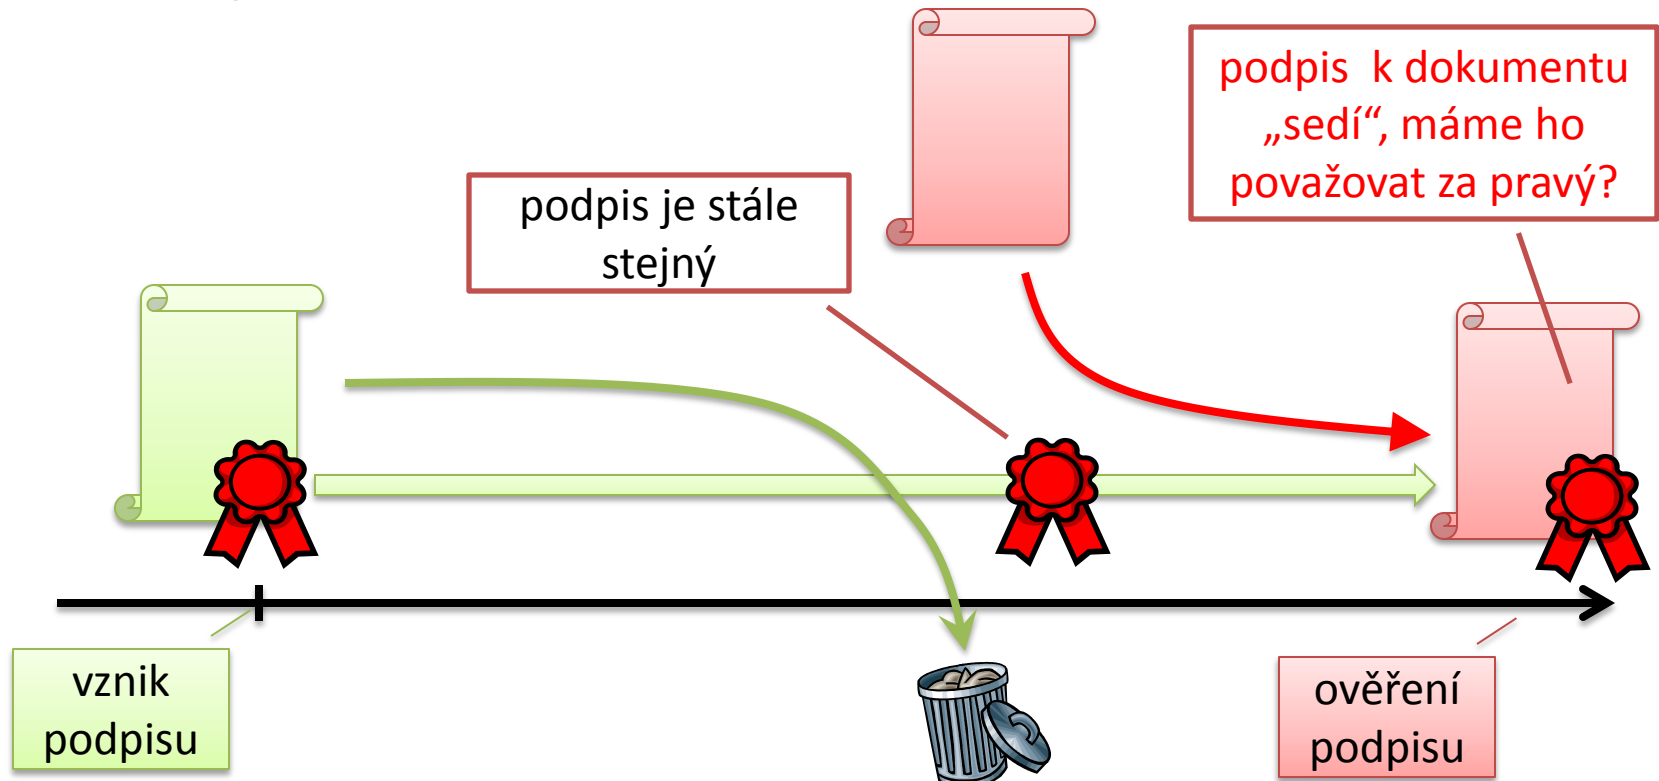 podpis k dokumentu
„sedí“, máme ho
považovat za pravý?
podpis je stále
stejný
vznik
podpisu
ověření
podpisu